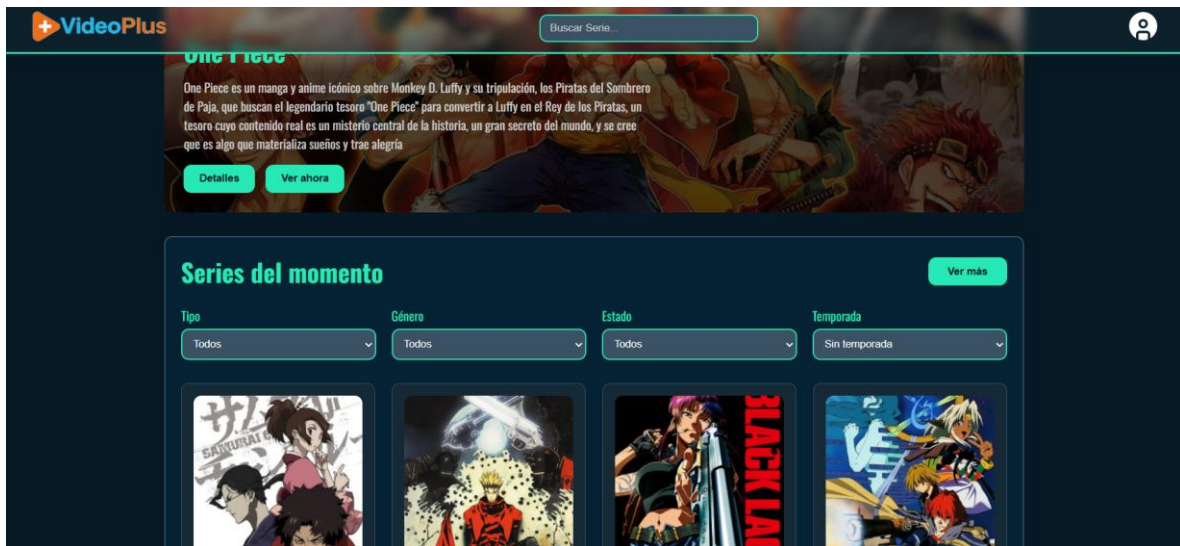 VideoPlus
Buscar Serie...
One Piece
One Piece es un manga y anime icónico sobre Monkey D. Luffy y su tripulación, los Piratas del Sombrero
de Paja, que buscan el legendario tesoro "One Piece" para convertir a Luffy en el Rey de los Piratas, un
tesoro cuyo contenido real es un misterio central de la historia, un gran secreto del mundo, y se cree
que es algo que materializa sueños y trae alegría
Detalles Ver ahora
Series del momento
Ver más
Tipo Género Estado Temporada
Todos Todos Todos Sin temporada
BLACK